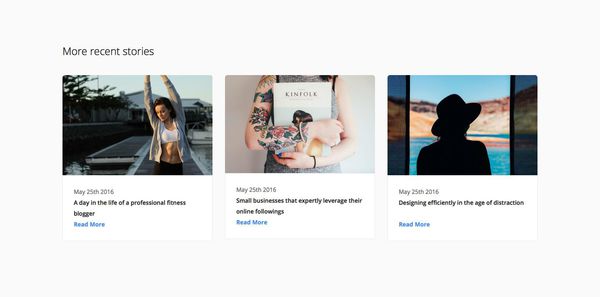 More recent stories
KINFOLK
May 25th 2016
A day in the life of a professional fitness
blogger
Read More
May 25th 2016
Small businesses that expertly leverage their
online followings
Read More
May 25th 2016
Designing efficiently in the age of distraction
Read More